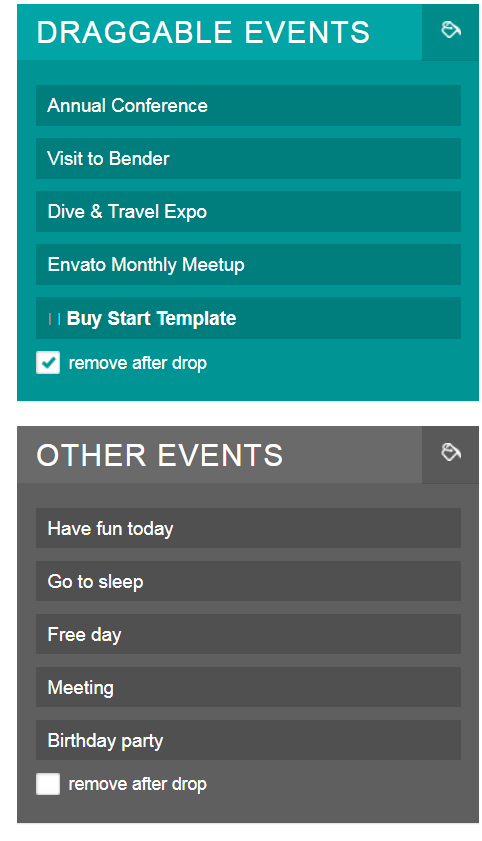 DRAGGABLE EVENTS
Annual Conference
Visit to Bender
Dive & Travel Expo
Envato Monthly Meetup
Buy Start Template
remove after drop
OTHER EVENTS
Have fun today
Go to sleep
Free day
Meeting
Birthday party
remove after drop